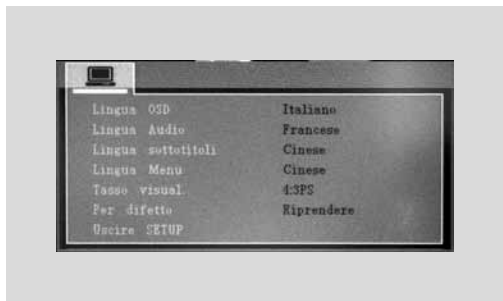 Lingua OSD Italiano
Lingua Audio Francese
Lingua sottotitoli Cinese
Lingua Menu Cinese
Tasso visual. 4:3PS
Per difetto Riprendere
Uscire SETUP